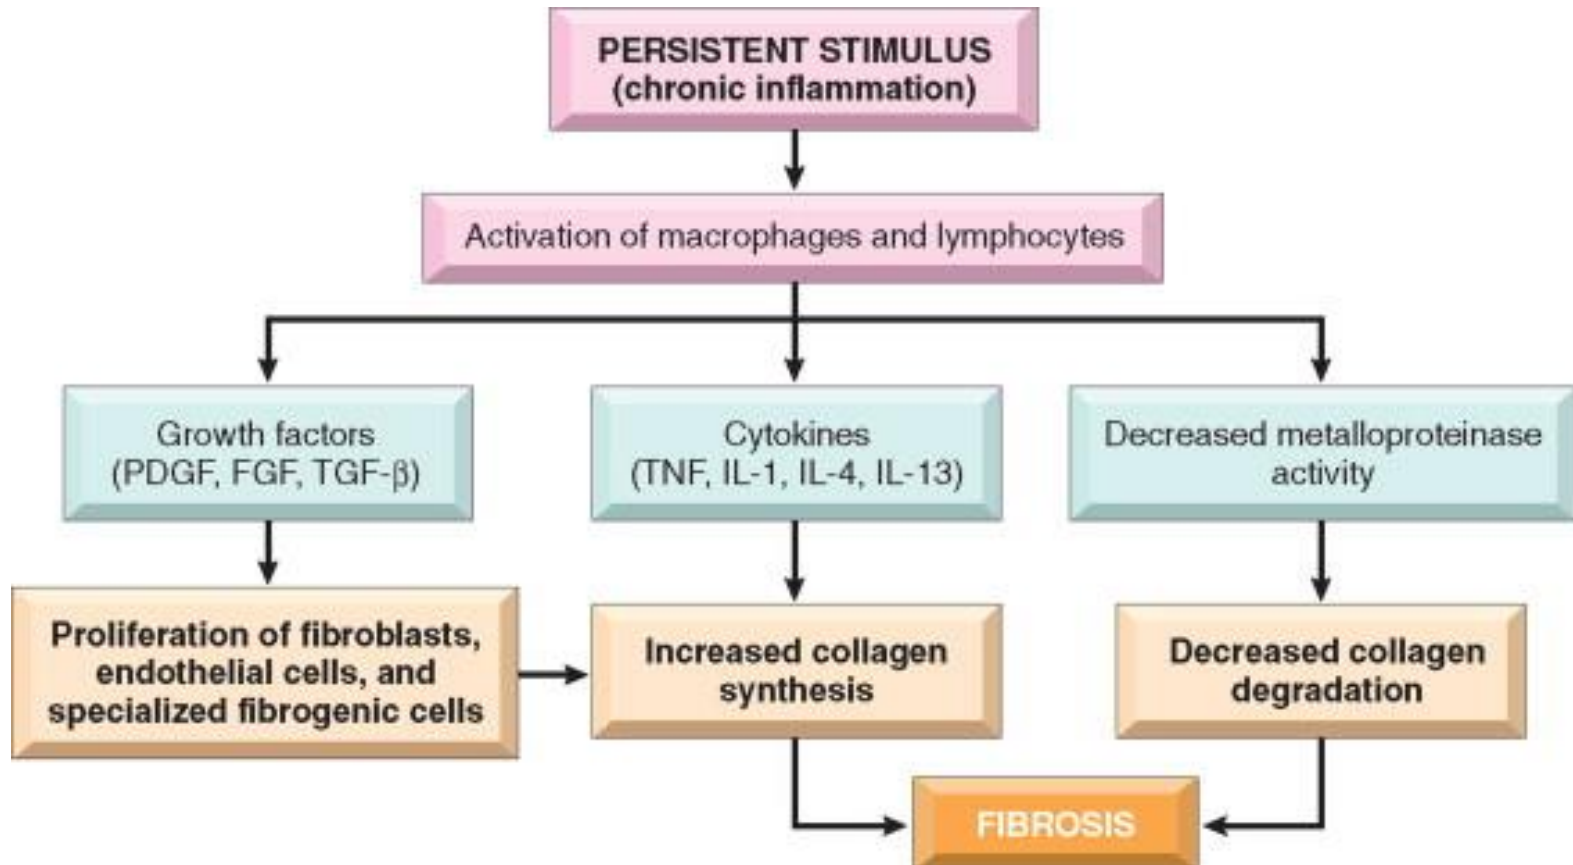 PERSISTENT STIMULUS
(chronic inflammation)
Activation of macrophages and lymphocytes
Growth factors
(PDGF, FGF, TGF-β)
Cytokines
(TNF, IL-1, IL-4, IL-13)
Decreased metalloproteinase
activity
Proliferation of fibroblasts,
endothelial cells, and
specialized fibrogenic cells
Increased collagen
synthesis
Decreased collagen
degradation
FIBROSIS